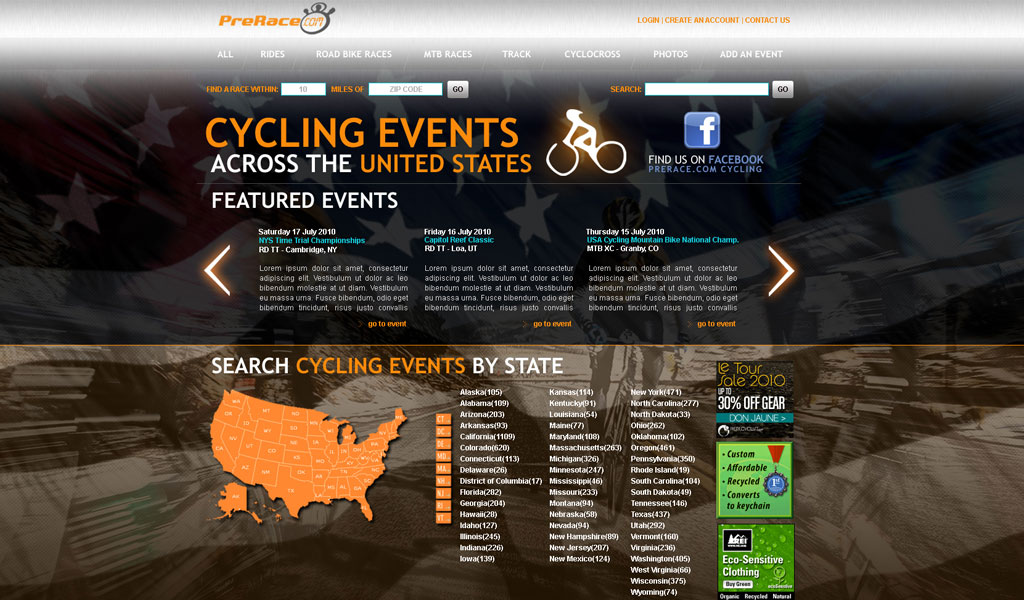 PreRace.com
LOGIN | CREATE AN ACCOUNT | CONTACT US
ALL RIDES ROAD BIKE RACES MTB RACES TRACK CYCLOCROSS PHOTOS ADD AN EVENT
FIND A RACE WITHIN: 10 MILES OF ZIP CODE GO SEARCH: GO
CYCLING EVENTS
ACROSS THE UNITED STATES
f
FIND US ON FACEBOOK
PRERACE.COM CYCLING
FEATURED EVENTS
Saturday 17 July 2010
NYS Time Trial Championships
RD TT - Cambridge, NY
Lorem ipsum dolor sit amet, consectetur
adipiscing elit. Vestibulum ut dolor ac leo
bibendum molestie at ut diam. Vestibulum
eu massa urna. Fusce bibendum, odio eget
bibendum tincidunt, risus justo convallis
go to event
Friday 16 July 2010
Capitol Reef Classic
RD TT - Loa, UT
Lorem ipsum dolor sit amet, consectetur
adipiscing elit. Vestibulum ut dolor ac leo
bibendum molestie at ut diam. Vestibulum
eu massa urna. Fusce bibendum, odio eget
bibendum tincidunt, risus justo convallis
go to event
Thursday 15 July 2010
USA Cycling Mountain Bike National Champ.
MTB XC - Granby, CO
Lorem ipsum dolor sit amet, consectetur
adipiscing elit. Vestibulum ut dolor ac leo
bibendum molestie at ut diam. Vestibulum
eu massa urna. Fusce bibendum, odio eget
bibendum tincidunt, risus justo convallis
go to event
SEARCH CYCLING EVENTS BY STATE
Alaska(105)
Alabama(109)
Arizona(203)
Arkansas(93)
California(1109)
Colorado(620)
Connecticut(113)
Delaware(26)
District of Columbia(17)
Florida(282)
Georgia(204)
Hawaii(28)
Idaho(127)
Illinois(245)
Indiana(226)
Iowa(139)
Kansas(114)
Kentucky(91)
Louisiana(54)
Maine(77)
Maryland(108)
Massachusetts(263)
Michigan(326)
Minnesota(247)
Mississippi(46)
Missouri(233)
Montana(94)
Nebraska(58)
Nevada(94)
New Hampshire(89)
New Jersey(207)
New Mexico(124)
New York(471)
North Carolina(277)
North Dakota(33)
Ohio(262)
Oklahoma(102)
Oregon(461)
Pennsylvania(350)
Rhode Island(19)
South Carolina(104)
South Dakota(49)
Tennessee(146)
Texas(437)
Utah(292)
Vermont(160)
Virginia(236)
Washington(405)
West Virginia(66)
Wisconsin(375)
Wyoming(74)
le Tour
Sale 2010
UP TO
30% OFF GEAR
DON JAUNE >
- Custom
- Affordable
- Recycled
- Converts
to keychain
1st
REI
Eco-Sensitive
Clothing
Buy Green
Organic Recycled Natural